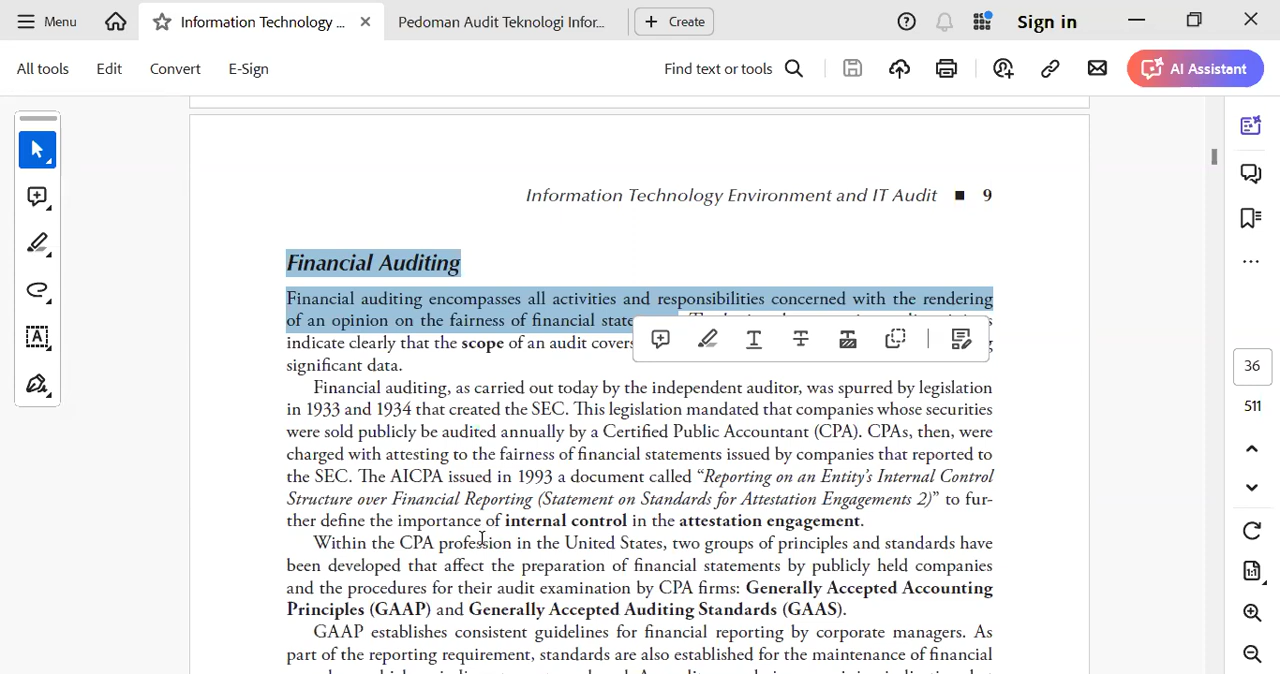 Menu
Information Technology ...
Pedoman Audit Teknologi Infor...
Create
Sign in
All tools
Edit
Convert
E-Sign
Find text or tools
AI Assistant
Information Technology Environment and IT Audit ■ 9
Financial Auditing
Financial auditing encompasses all activities and responsibilities concerned with the rendering
of an opinion on the fairness of financial state
indicate clearly that the scope of an audit covers
significant data.
Financial auditing, as carried out today by the independent auditor, was spurred by legislation
in 1933 and 1934 that created the SEC. This legislation mandated that companies whose securities
were sold publicly be audited annually by a Certified Public Accountant (CPA). CPAs, then, were
charged with attesting to the fairness of financial statements issued by companies that reported to
the SEC. The AICPA issued in 1993 a document called “Reporting on an Entity’s Internal Control
Structure over Financial Reporting (Statement on Standards for Attestation Engagements 2)” to fur-
ther define the importance of internal control in the attestation engagement.
Within the CPA profession in the United States, two groups of principles and standards have
been developed that affect the preparation of financial statements by publicly held companies
and the procedures for their audit examination by CPA firms: Generally Accepted Accounting
Principles (GAAP) and Generally Accepted Auditing Standards (GAAS).
GAAP establishes consistent guidelines for financial reporting by corporate managers. As
part of the reporting requirement, standards are also established for the maintenance of financial
36
511
1:1